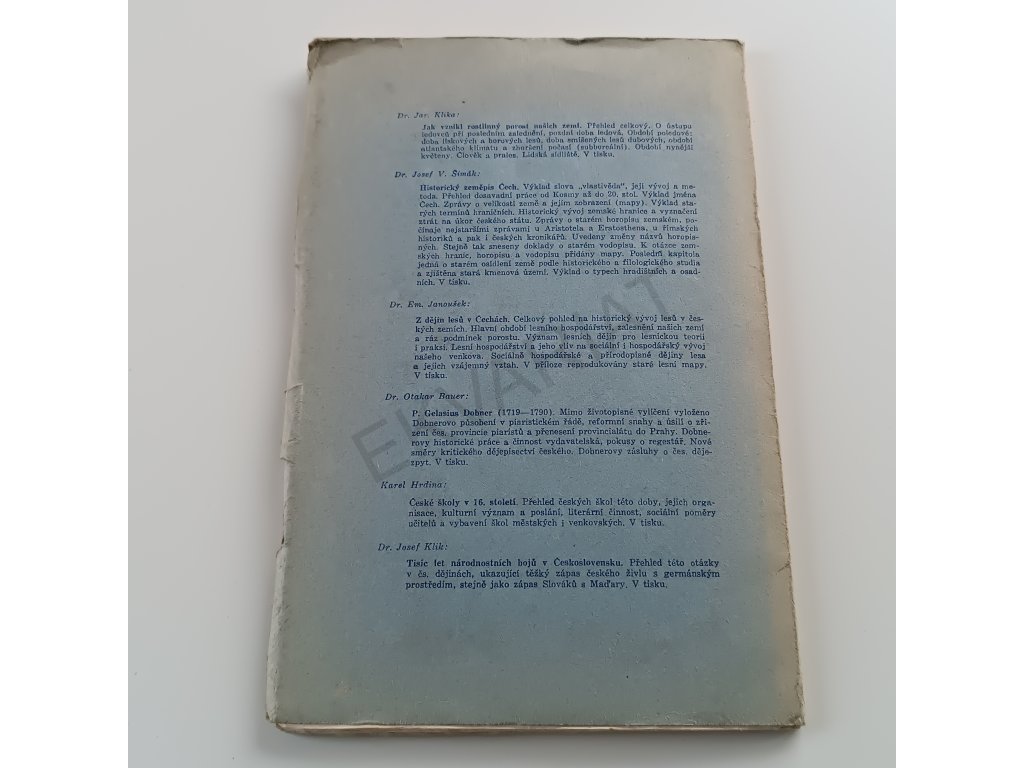 Dr. Jar. Klika:
Jak vznikl rostlinný porost našich zemí. Přehled celkový. O ústupu
ledovců při posledním zalednění, pozdní doba ledová. Období poledové:
doba lískových a borových lesů, doba smíšených lesů dubových, období
atlantského klimatu a zhoršení počasí (subboreální). Období nynější
květeny. Člověk a prales. Lidská sídliště. V tisku.
Dr. Josef V. Šimák:
Historický zeměpis Čech. Výklad slova „vlastivěda", její vývoj a me-
toda. Přehled dosavadní práce od Kosmy až do 20. stol. Výklad jména
Čech. Zprávy o velikosti země a jejím zobrazení (mapy). Výklad sta-
rých termínů hraničních. Historický vývoj zemské hranice a vyznačení
ztrát na úkor českého státu. Zprávy o starém horopisu zemském, po-
čínaje nejstaršími zprávami u Aristotela a Eratosthena, u římských
historiků a pak i českých kronikářů. Uvedeny změny názvů horopis-
ných. Stejně tak sneseny doklady o starém vodopisu. K otázce zem-
ských hranic, horopisu a vodopisu přidány mapy. Poslední kapitola
jedná o starém osídlení země podle historického a filologického studia
a zjištěna stará kmenová území. Výklad o typech hradištních a osad-
ních. V tisku.
Dr. Em. Janoušek:
Z dějin lesů v Čechách. Celkový pohled na historický vývoj lesů v čes-
kých zemích. Hlavní období lesního hospodářství, zalesnění našich zemí
a ráz podmínek porostu. Význam lesních dějin pro lesnickou teorii
i praksi. Lesní hospodářství a jeho vliv na sociální i hospodářský vývoj
našeho venkova. Sociálně hospodářské a přírodopisné dějiny lesa
a jejich vzájemný vztah. V příloze reprodukovány staré lesní mapy.
V tisku.
Dr. Otakar Bauer:
P. Gelasius Dobner (1719—1790). Mimo životopisné vylíčení vyloženo
Dobnerovo působení v piaristickém řádě, reformní snahy a úsilí o zří-
zení čes. provincie piaristů a přenesení provincialátu do Prahy. Dobne-
rovy historické práce a činnost vydavatelská, pokusy o regestář. Nové
směry kritického dějepisectví českého. Dobnerovy zásluhy o čes. děje-
zpyt. V tisku.
Karel Hrdina:
České školy v 16. století. Přehled českých škol této doby, jejich orga-
nisace, kulturní význam a poslání, literární činnost, sociální poměry
učitelů a vybavení škol městských i venkovských. V tisku.
Dr. Josef Klik:
Tisíc let národnostních bojů v Československu. Přehled této otázky
v čs. dějinách, ukazující těžký zápas českého živlu s germánským
prostředím, stejně jako zápas Slováků s Maďary. V tisku.